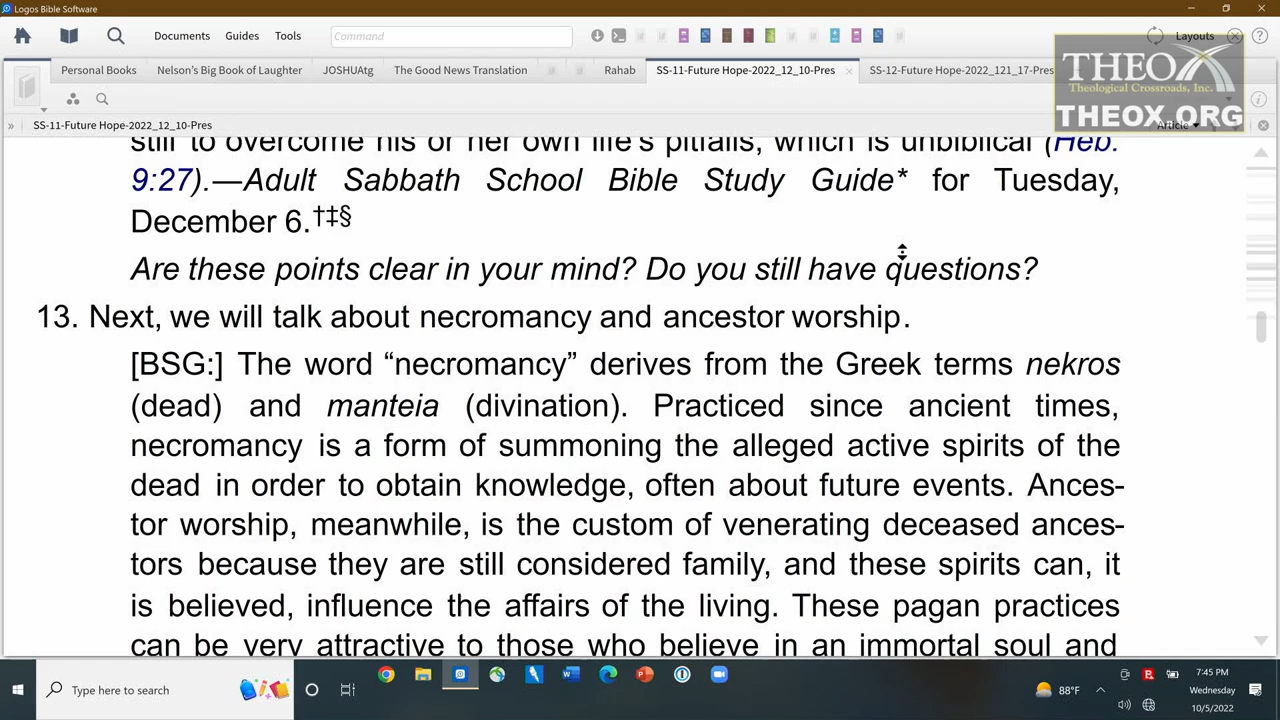 Logos Bible Software
Documents Guides Tools Command Layouts
Personal Books Nelson's Big Book of Laughter JOSHUAtg The Good News Translation Rahab SS-11-Future Hope-2022_12_10-Pres SS-12-Future Hope-2022_121_17-Pres
THEOX
Theological Crossroads, Inc.
THEOX.ORG
SS-11-Future Hope-2022_12_10-Pres Article
still to overcome his or her own life's pitfalls, which is unbiblical (Heb.
9:27).—Adult Sabbath School Bible Study Guide* for Tuesday,
December 6.†‡§
Are these points clear in your mind? Do you still have questions?
13. Next, we will talk about necromancy and ancestor worship.
[BSG:] The word “necromancy” derives from the Greek terms nekros
(dead) and manteia (divination). Practiced since ancient times,
necromancy is a form of summoning the alleged active spirits of the
dead in order to obtain knowledge, often about future events. Ances-
tor worship, meanwhile, is the custom of venerating deceased ances-
tors because they are still considered family, and these spirits can, it
is believed, influence the affairs of the living. These pagan practices
can be very attractive to those who believe in an immortal soul and
Type here to search
88°F
7:45 PM
Wednesday
10/5/2022